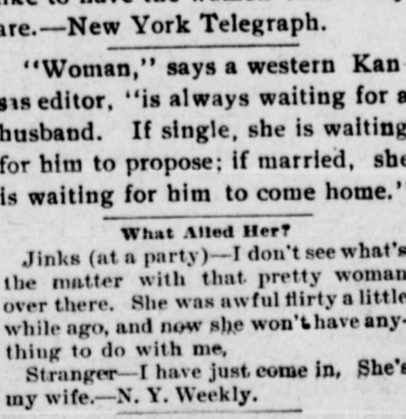 are.—New York Telegraph.
"Woman," says a western Kan
sas editor, "is always waiting for a
husband. If single, she is waiting
for him to propose; if married, she
is waiting for him to come home."
What Ailed Her?
Jinks (at a party)—I don't see what's
the matter with that pretty woman
over there. She was awful flirty a little
while ago, and now she won't have any-
thing to do with me,
Stranger—I have just come in, She's
my wife.—N. Y. Weekly.